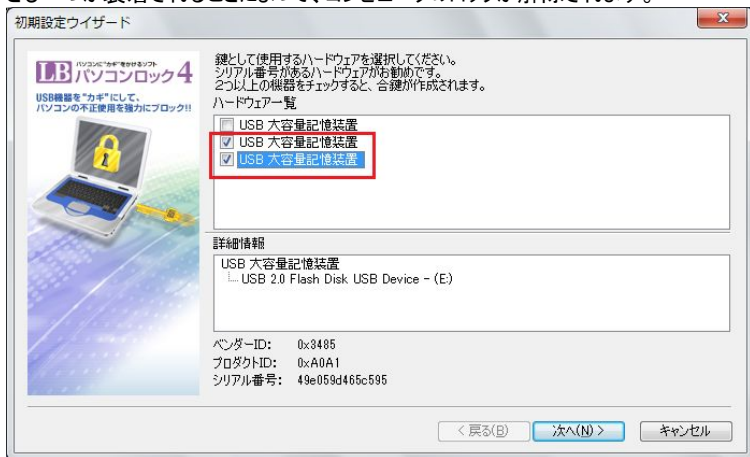 初期設定ウイザード
パソコンに"カギ"をかけるソフト
LB パソコンロック4
USB機器を"カギ"にして、
パソコンの不正使用を強力にブロック!!
鍵として使用するハードウェアを選択してください。
シリアル番号があるハードウェアがお勧めです。
2つ以上の機器をチェックすると、合鍵が作成されます。
ハードウェアー覧
USB 大容量記憶装置
USB 大容量記憶装置
USB 大容量記憶装置
詳細情報
USB 大容量記憶装置
USB 2.0 Flash Disk USB Device - (E:)
ベンダーID: 0x3485
プロダクトID: 0xA0A1
シリアル番号: 49e059d465c595
< 戻る(B)
次へ(N) >
キャンセル